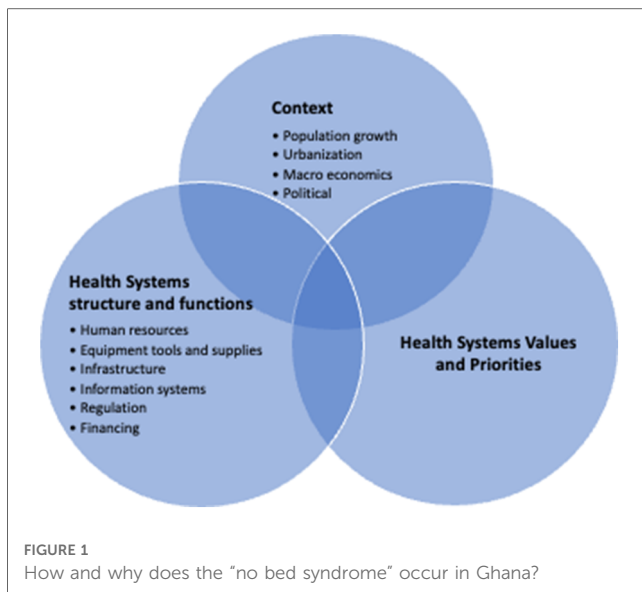 Context
• Population growth
• Urbanization
• Macro economics
• Political
Health Systems
structure and functions
• Human resources
• Equipment tools and supplies
• Infrastructure
• Information systems
• Regulation
• Financing
Health Systems Values
and Priorities
FIGURE 1
How and why does the “no bed syndrome” occur in Ghana?